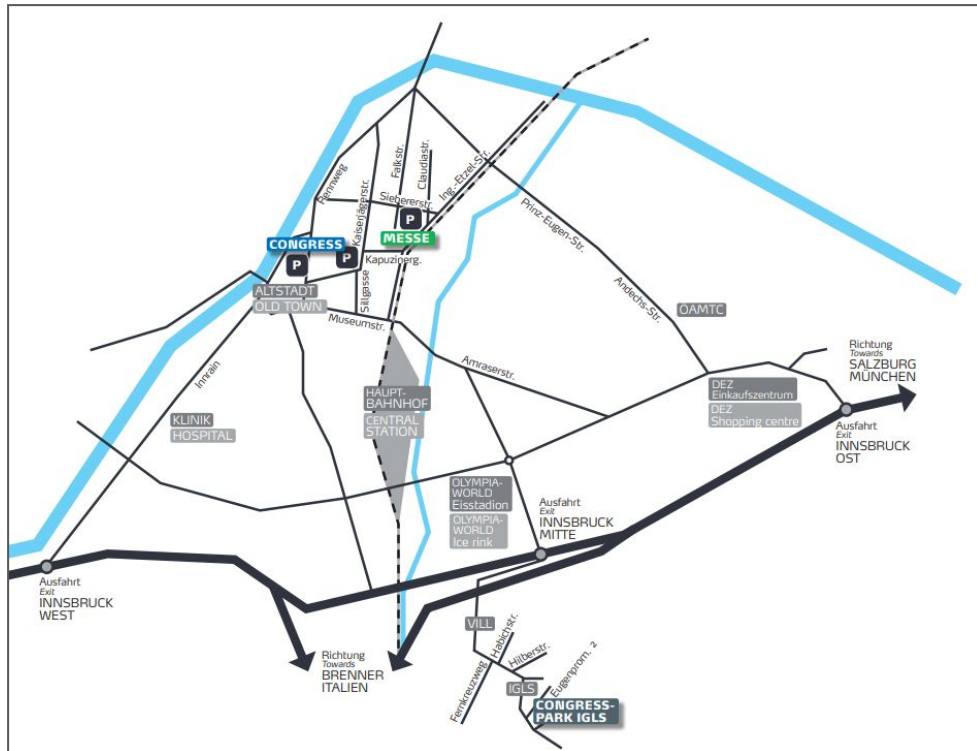 Rennweg
Kaiserjägerstr.
Falkstr.
Claudiastr.
Ing.-Etzel-Str.
Siebererstr.
P
MESSE
CONGRESS
P
P
Kapuzinerg.
Sillgasse
ALTSTADT
OLD TOWN
Museumstr.
Prinz-Eugen-Str.
Andechs-Str.
OAMTC
Innrain
Amraserstr.
Richtung
Towards
SALZBURG
MÜNCHEN
HAUPT-
BAHNHOF
CENTRAL
STATION
DEZ
Einkaufszentrum
DEZ
Shopping centre
KLINIK
HOSPITAL
Ausfahrt
Exit
INNSBRUCK
OST
OLYMPIA-
WORLD
Eisstadion
OLYMPIA-
WORLD
Ice rink
Ausfahrt
Exit
INNSBRUCK
MITTE
Ausfahrt
Exit
INNSBRUCK
WEST
VILL
Habichstr.
Hilberstr.
Richtung
Towards
BRENNER
ITALIEN
Fernkreuzweg
IGLS
Eugenprom. 2
CONGRESS-
PARK IGLS